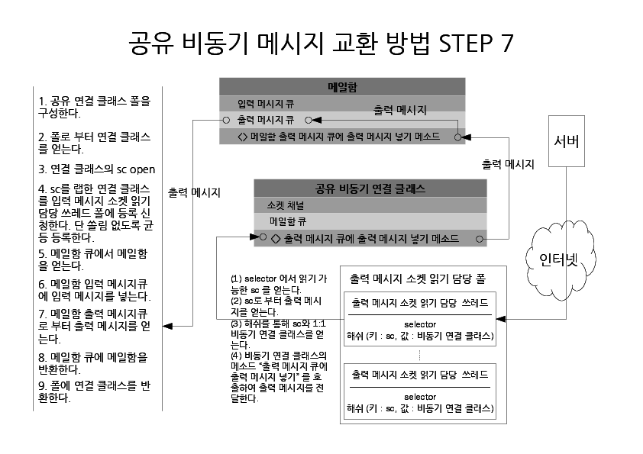 공유 비동기 메시지 교환 방법 STEP 7
1. 공유 연결 클래스 폴을
구성한다.
2. 폴로 부터 연결 클래스
를 얻는다.
3. 연결 클래스의 sc open
4. sc를 랩한 연결 클래스
를 입력 메시지 소켓 읽기
담당 쓰레드 폴에 등록 신
청한다. 단 쏠림 없도록 균
등 등록한다.
5. 메일함 큐에서 메일함
을 얻는다.
6. 메일함 입력 메시지큐
에 입력 메시지를 넣는다.
7. 메일함 출력 메시지큐
로 부터 출력 메시지를 얻
는다.
8. 메일함 큐에 메일함을
반환한다.
9. 폴에 연결 클래스를 반
환한다.
메일함
입력 메시지 큐
출력 메시지 큐
출력 메시지
<> 메일함 출력 메시지 큐에 출력 메시지 넣기 메소드
출력 메시지
출력 메시지
공유 비동기 연결 클래스
소켓 채널
메일함 큐
<> 출력 메시지 큐에 출력 메시지 넣기 메소드
서버
인터넷
(1) selector 에서 읽기 가
능한 sc 를 얻는다.
(2) sc로 부터 출력 메시
지를 얻는다.
(3) 해쉬를 통해 sc와 1:1
비동기 연결 클래스를 얻
는다.
(4) 비동기 연결 클래스의
메소드 "출력 메시지 큐에
출력 메시지 넣기" 를 호
출하여 출력 메시지를 전
달한다.
출력 메시지 소켓 읽기 담당 폴
출력 메시지 소켓 읽기 담당 쓰레드
selector
해쉬 (키 : sc, 값 : 비동기 연결 클래스)
출력 메시지 소켓 읽기 담당 쓰레드
selector
해쉬 (키 : sc, 값 : 비동기 연결 클래스)